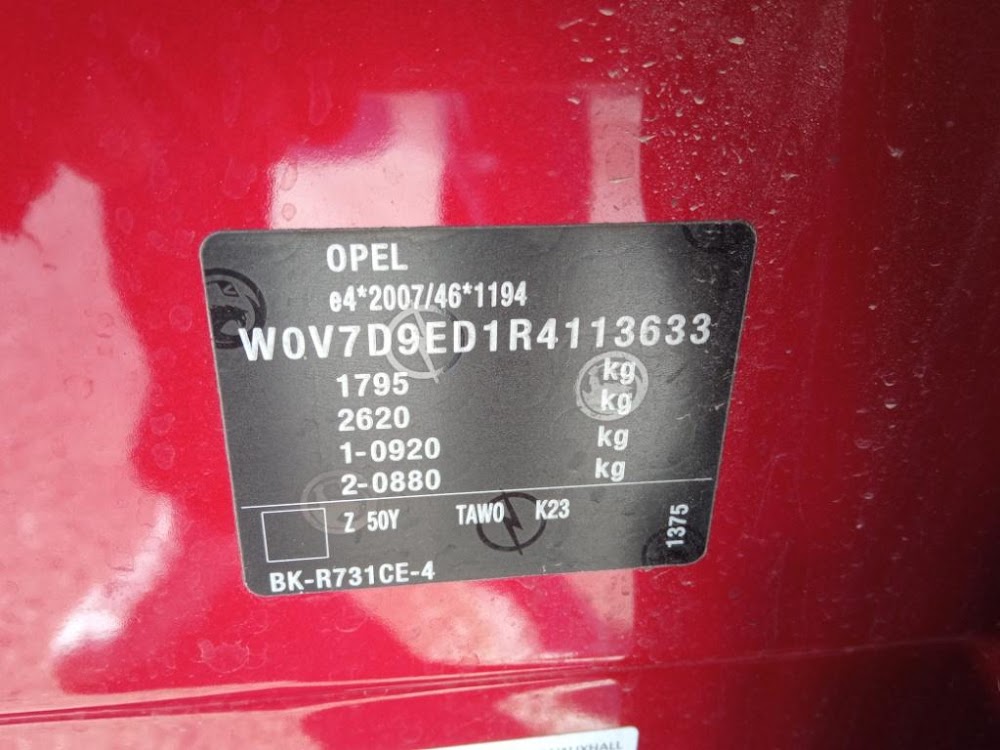 OPEL
e4*2007/46*1194
W0V7D9ED1R4113633
1795 kg
2620 kg
1-0920 kg
2-0880 kg
Z 50Y TAWO K23
1375
BK-R731CE-4
VAUXHALL